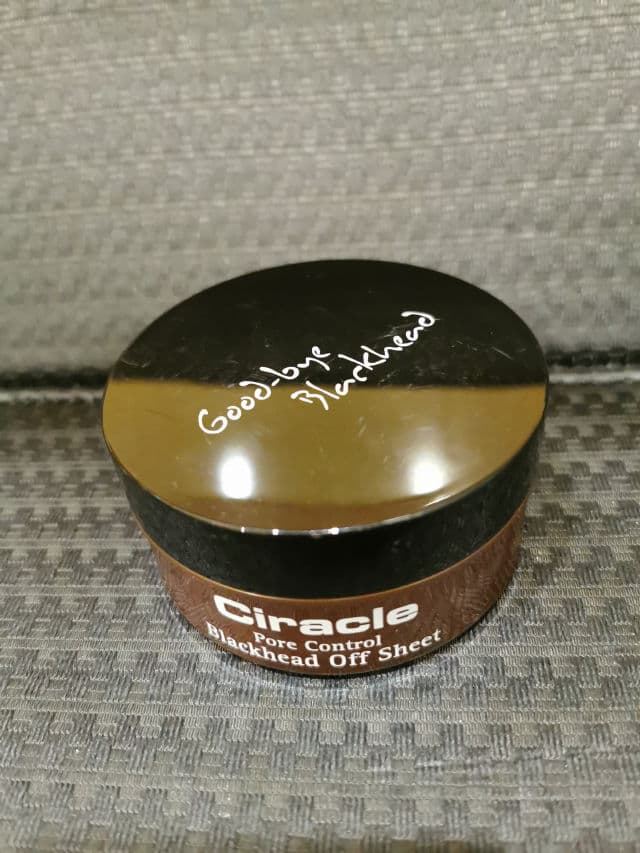 Good-bye
Blackhead
Ciracle
Pore Control
Blackhead Off Sheet